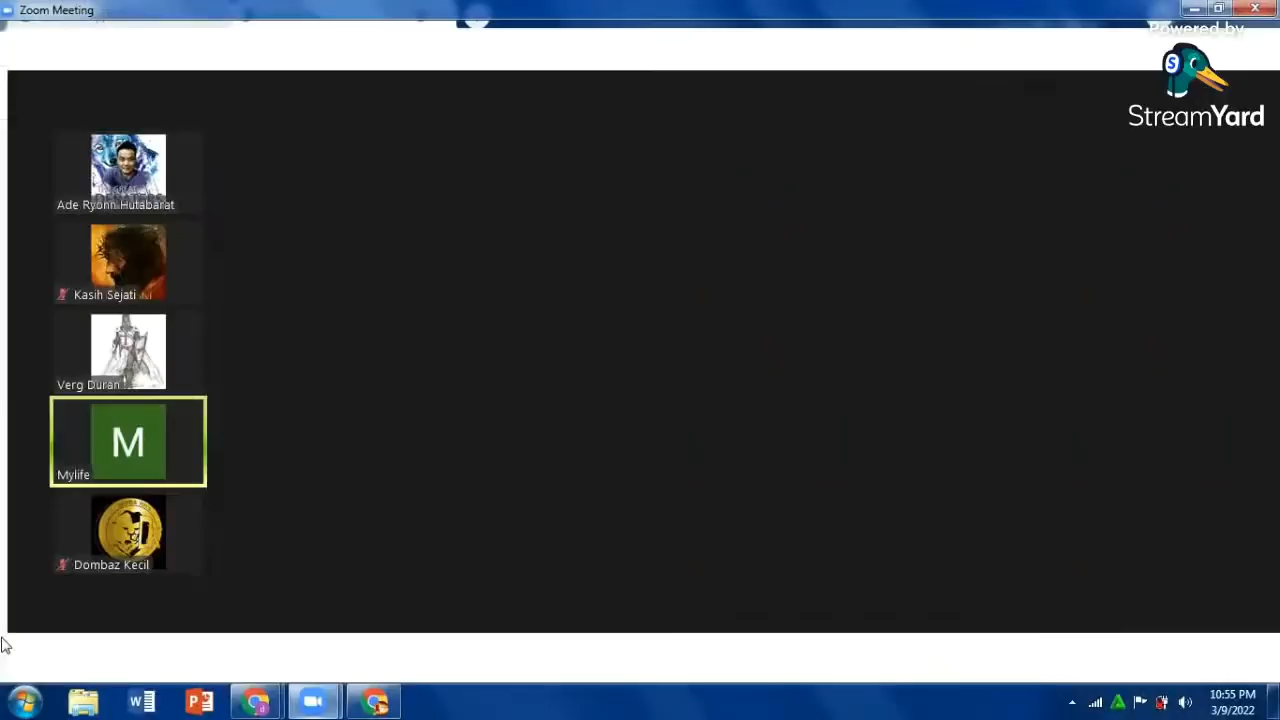 Zoom Meeting
Powered by
S
StreamYard
Ade Ryonn Hutabarat
Kasih Sejati
Verg Duran
M
Mylife
Dombaz Kecil
W
P
10:55 PM
3/9/2022